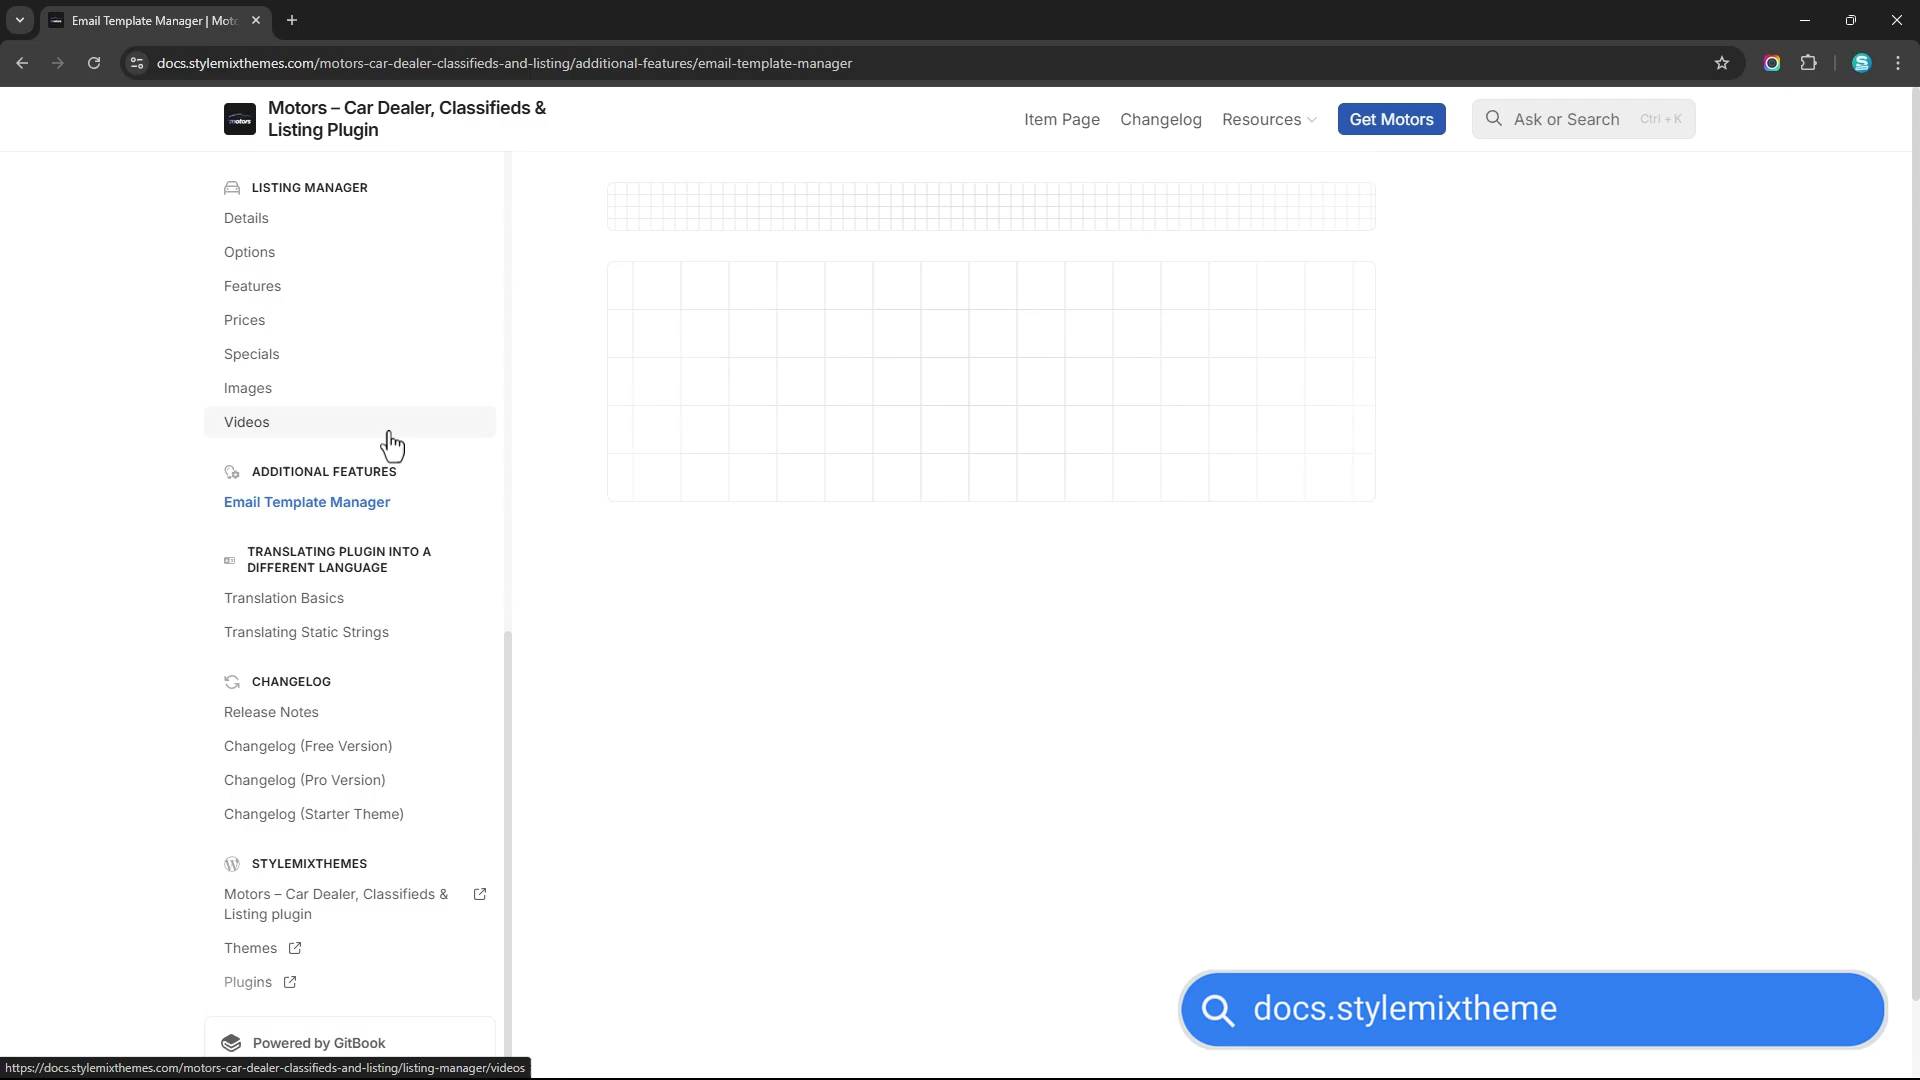 Email Template Manager | Moto
docs.stylemixthemes.com/motors-car-dealer-classifieds-and-listing/additional-features/email-template-manager
motors
Motors – Car Dealer, Classifieds &
Listing Plugin
Item Page
Changelog
Resources
Get Motors
Ask or Search
Ctrl + K
LISTING MANAGER
Details
Options
Features
Prices
Specials
Images
Videos
ADDITIONAL FEATURES
Email Template Manager
TRANSLATING PLUGIN INTO A
DIFFERENT LANGUAGE
Translation Basics
Translating Static Strings
CHANGELOG
Release Notes
Changelog (Free Version)
Changelog (Pro Version)
Changelog (Starter Theme)
STYLEMIXTHEMES
Motors – Car Dealer, Classifieds &
Listing plugin
Themes
Plugins
Powered by GitBook
docs.stylemixtheme
https://docs.stylemixthemes.com/motors-car-dealer-classifieds-and-listing/listing-manager/videos